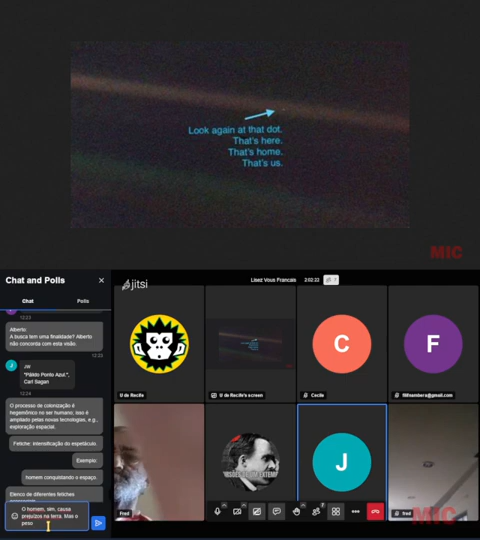 Look again at that dot.
That's here.
That's home.
That's us.
MIC
Chat and Polls
Chat
Polls
12:23
Alberto
A busca tem uma finalidade? Alberto
não concorda com esta visão.
12:23
J
JW
"Pálido Ponto Azul",
Carl Sagan
12:24
O processo de colonização é
hegemônico no ser humano; isso é
ampliado pelas novas tecnologias, e.g.,
exploração espacial.
Fetiche: intensificação do espetáculo.
Exemplo:
homem conquistando o espaço.
Elenco de diferentes fetiches
O homem, sim, causa
prejuízos na terra. Mas o
peso
jitsi
Lisez Vous Francais
2:02:22
U do Recife
U do Recife's screen
C
Cecile
F
Fred
J
fred
MIC